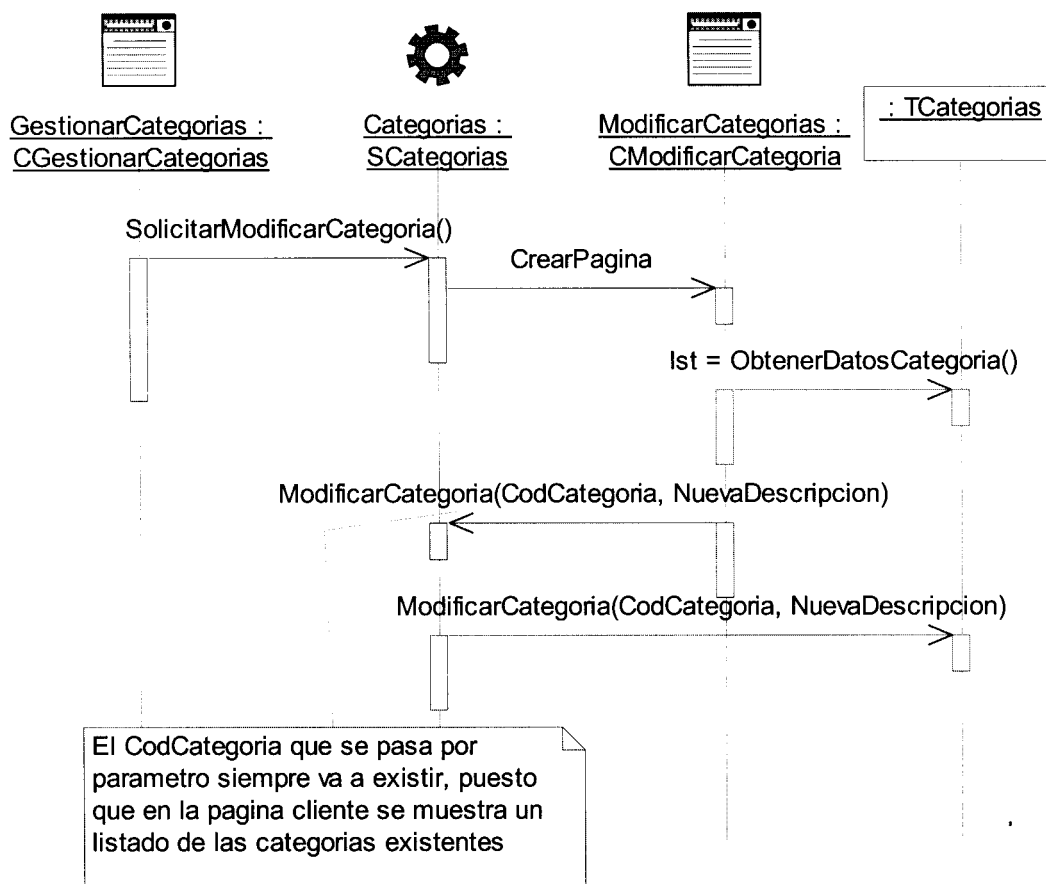 GestionarCategorias :
CGestionarCategorias
Categorias :
SCategorias
ModificarCategorias :
CModificarCategoria
: TCategorias
SolicitarModificarCategoria()
CrearPagina
lst = ObtenerDatosCategoria()
ModificarCategoria(CodCategoria, NuevaDescripcion)
ModificarCategoria(CodCategoria, NuevaDescripcion)
El CodCategoria que se pasa por
parametro siempre va a existir, puesto
que en la pagina cliente se muestra un
listado de las categorias existentes